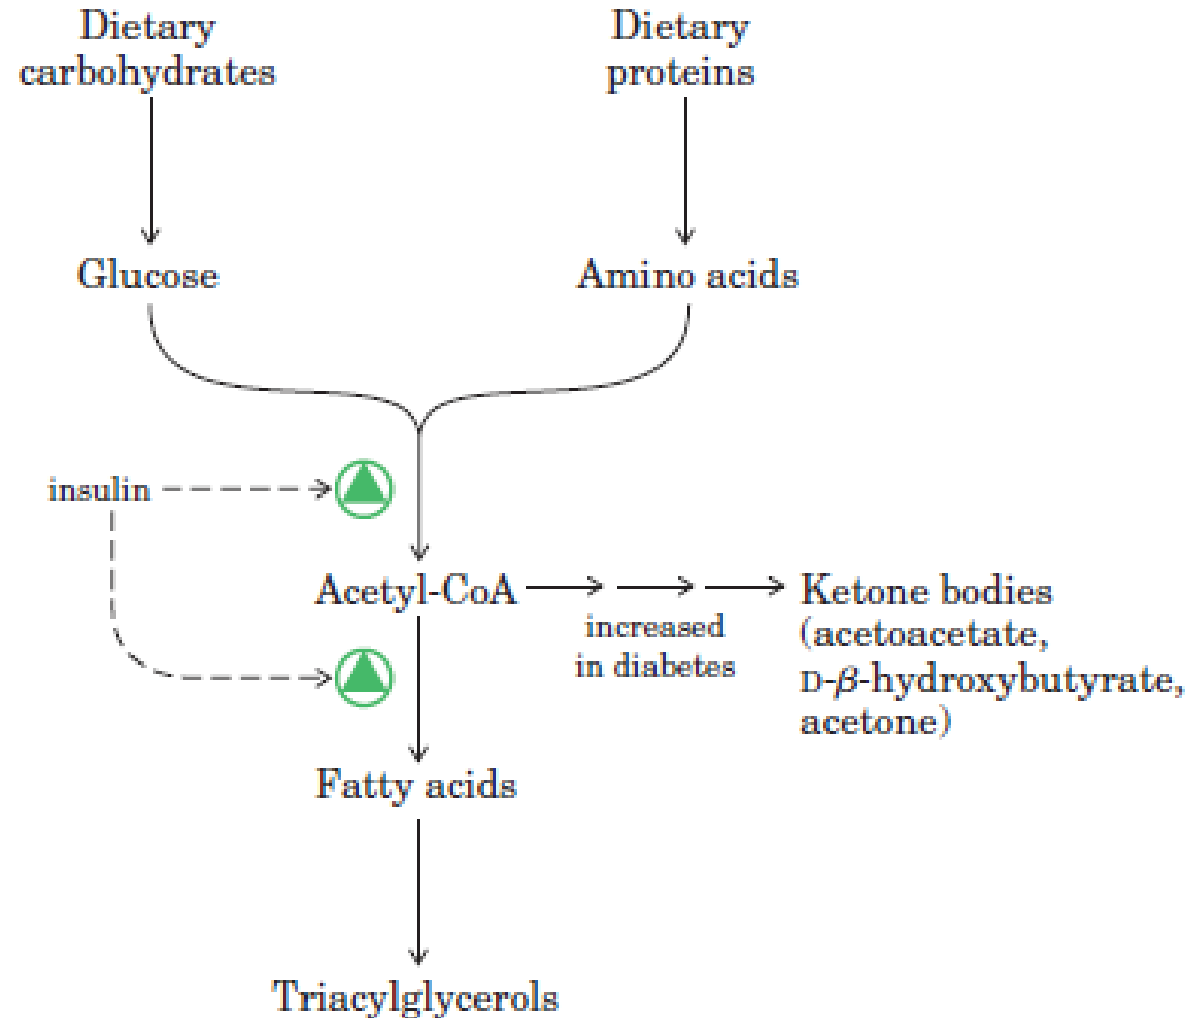 Dietary
carbohydrates
Dietary
proteins
Glucose
Amino acids
insulin
Acetyl-CoA
increased
in diabetes
Ketone bodies
(acetoacetate,
D-β-hydroxybutyrate,
acetone)
Fatty acids
Triacylglycerols